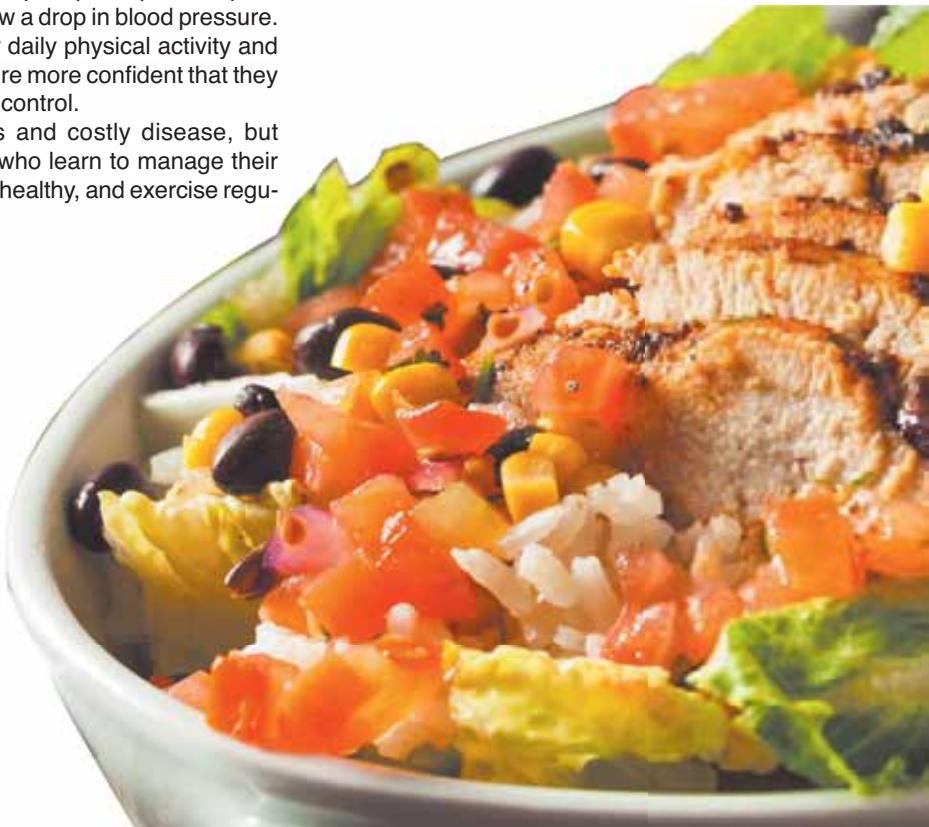 w a drop in blood pressure.
daily physical activity and
re more confident that they
control.
s and costly disease, but
who learn to manage their
healthy, and exercise regu-